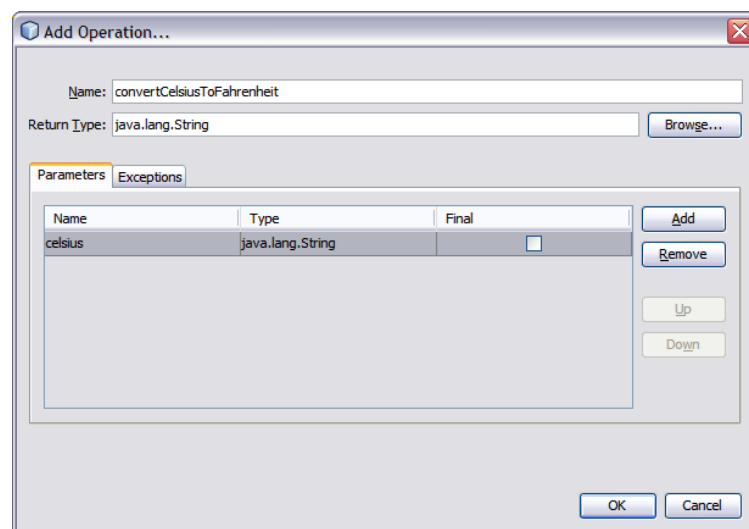 Add Operation...
Name: convertCelsiusToFahrenheit
Return Type: java.lang.String Browse...
Parameters Exceptions
Name Type Final Add
celsius java.lang.String
Remove
Up
Down
OK Cancel